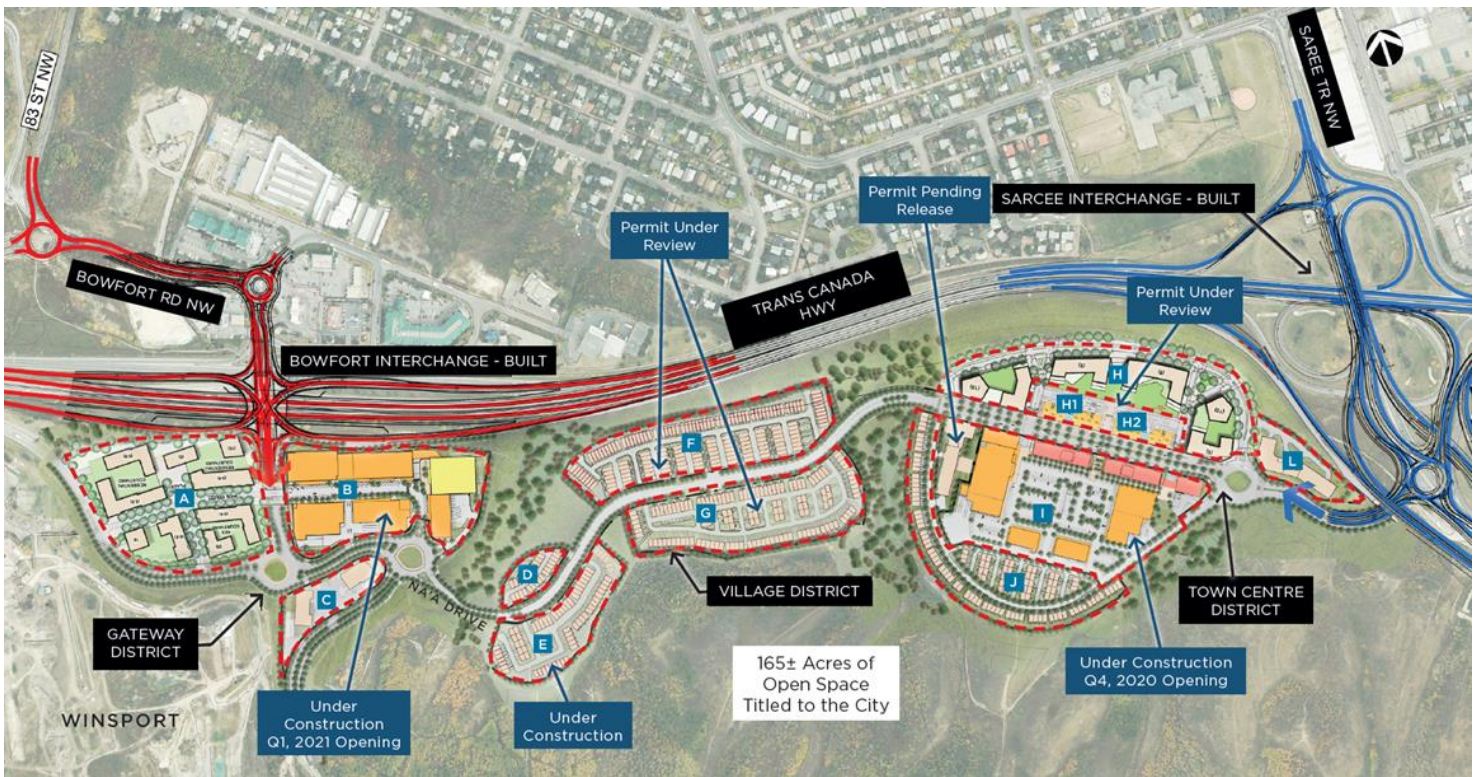 83 ST NW
SAREE TR NW
Permit Pending
Release
SARCEE INTERCHANGE - BUILT
Permit Under
Review
BOWFORT RD NW
TRANS CANADA
HWY
Permit Under
Review
BOWFORT INTERCHANGE - BUILT
H
H1
H2
F
L
A
B
G
I
D
J
C
VILLAGE DISTRICT
TOWN CENTRE
DISTRICT
NA'A DRIVE
E
GATEWAY
DISTRICT
165± Acres of
Open Space
Titled to the City
Under Construction
Q4, 2020 Opening
WINSPORT
Under
Construction
Q1, 2021 Opening
Under
Construction